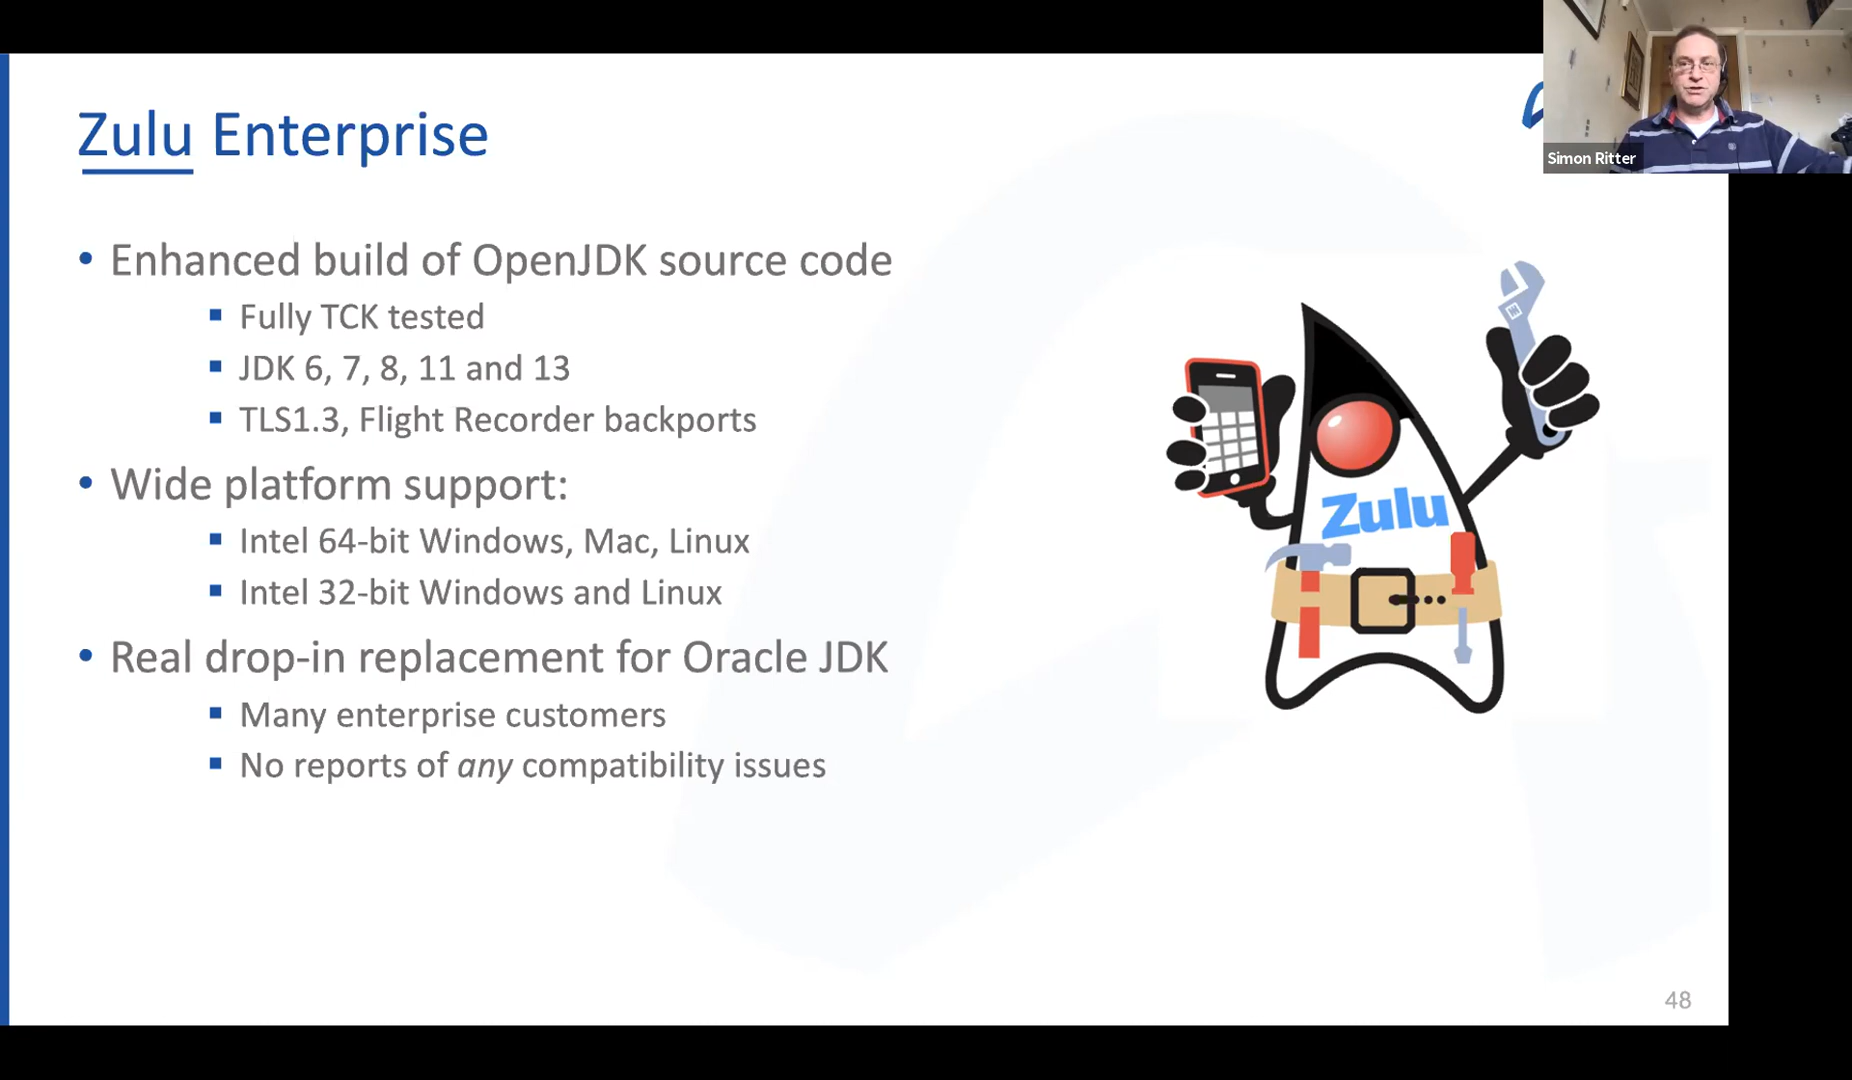 Zulu Enterprise
Simon Ritter
• Enhanced build of OpenJDK source code
▪ Fully TCK tested
▪ JDK 6, 7, 8, 11 and 13
▪ TLS1.3, Flight Recorder backports
• Wide platform support:
▪ Intel 64-bit Windows, Mac, Linux
▪ Intel 32-bit Windows and Linux
• Real drop-in replacement for Oracle JDK
▪ Many enterprise customers
▪ No reports of any compatibility issues
Zulu
48